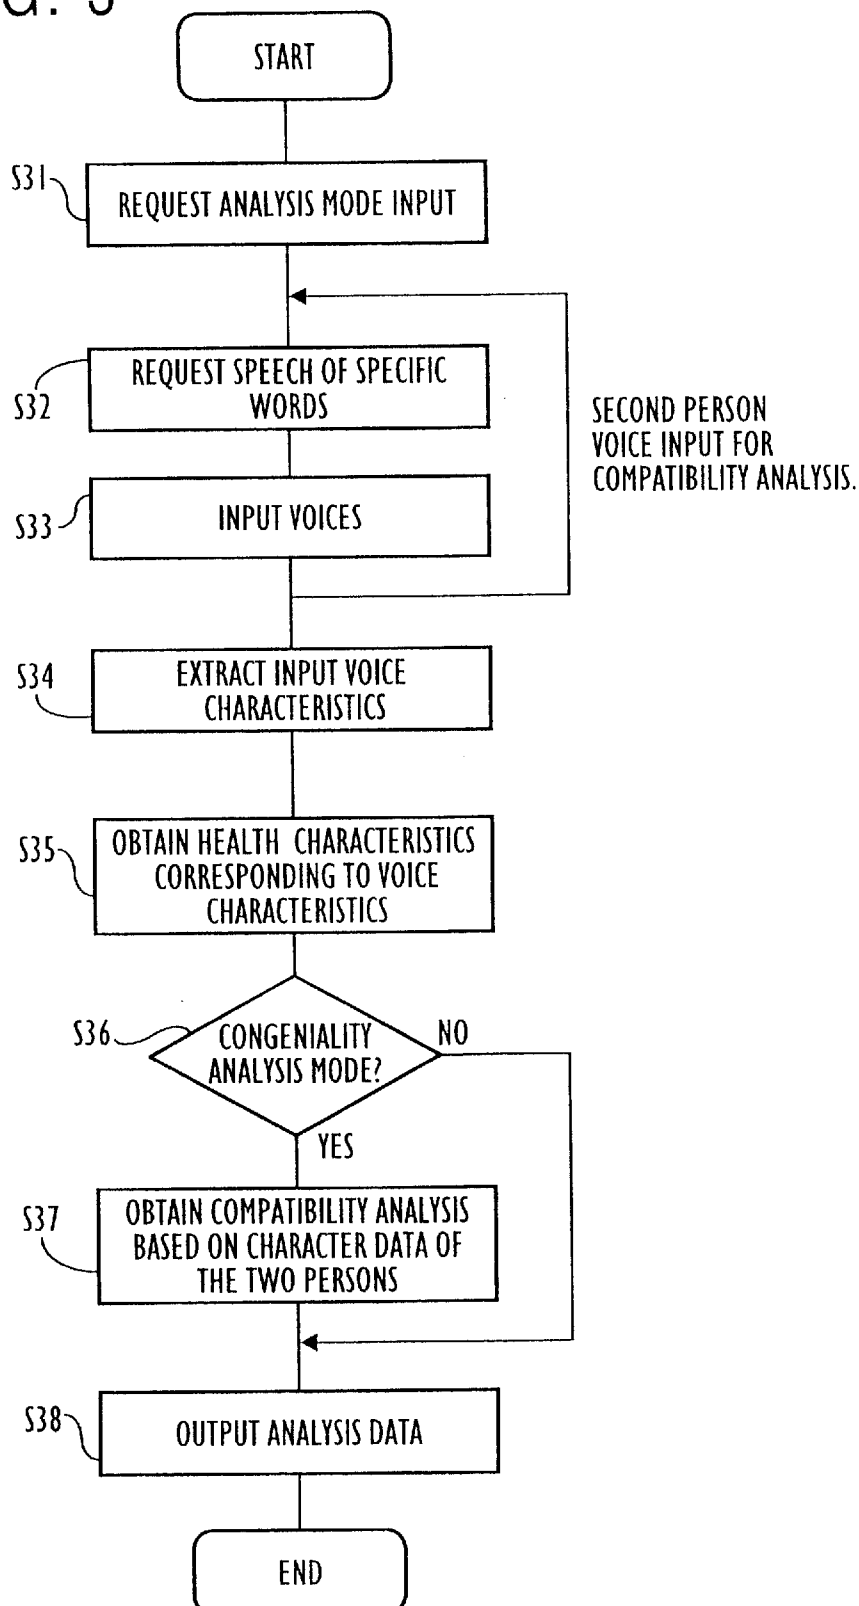 START
S31
REQUEST ANALYSIS MODE INPUT
S32
REQUEST SPEECH OF SPECIFIC
WORDS
SECOND PERSON
VOICE INPUT FOR
COMPATIBILITY ANALYSIS.
S33
INPUT VOICES
S34
EXTRACT INPUT VOICE
CHARACTERISTICS
S35
OBTAIN HEALTH CHARACTERISTICS
CORRESPONDING TO VOICE
CHARACTERISTICS
S36
CONGENIALITY
ANALYSIS MODE?
NO
YES
S37
OBTAIN COMPATIBILITY ANALYSIS
BASED ON CHARACTER DATA OF
THE TWO PERSONS
S38
OUTPUT ANALYSIS DATA
END